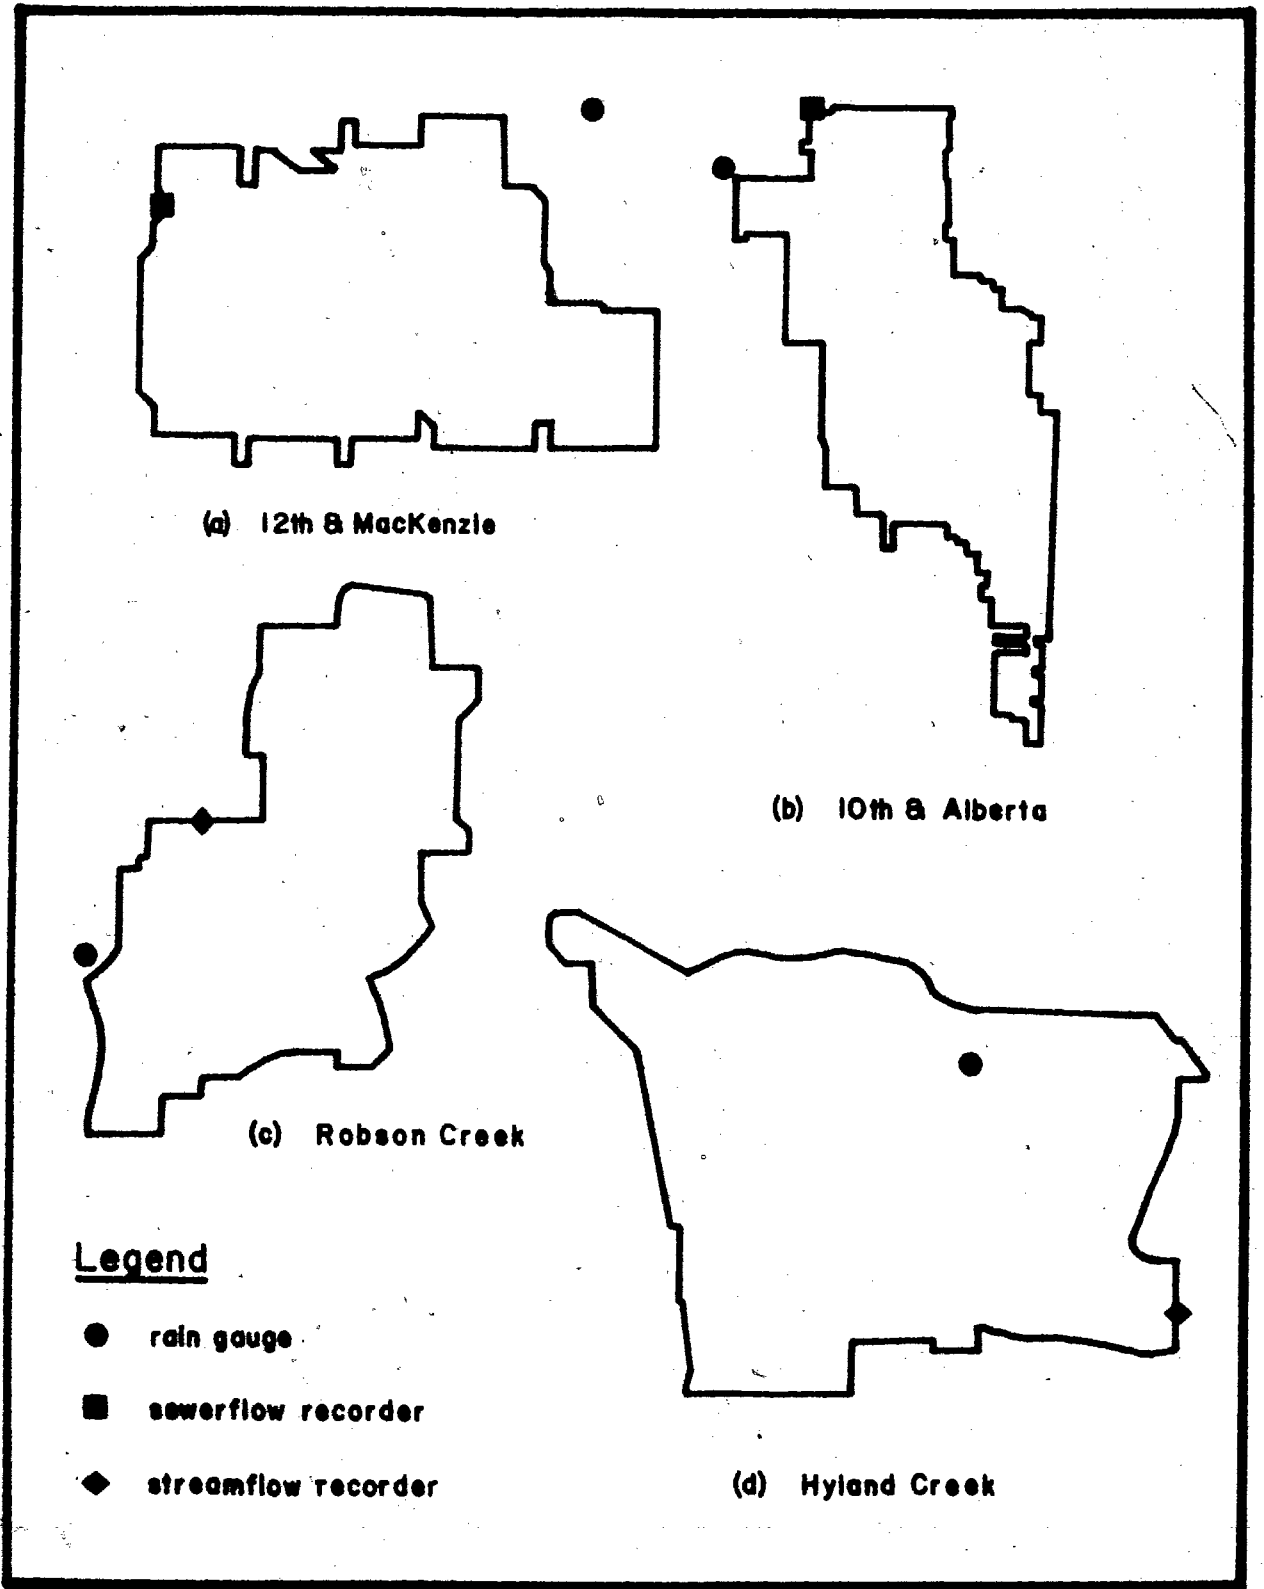 (a) 12th & MacKenzie
(b) 10th & Alberta
(c) Robson Creek
Legend
rain gauge
sewerflow recorder
streamflow recorder
(d) Hyland Creek